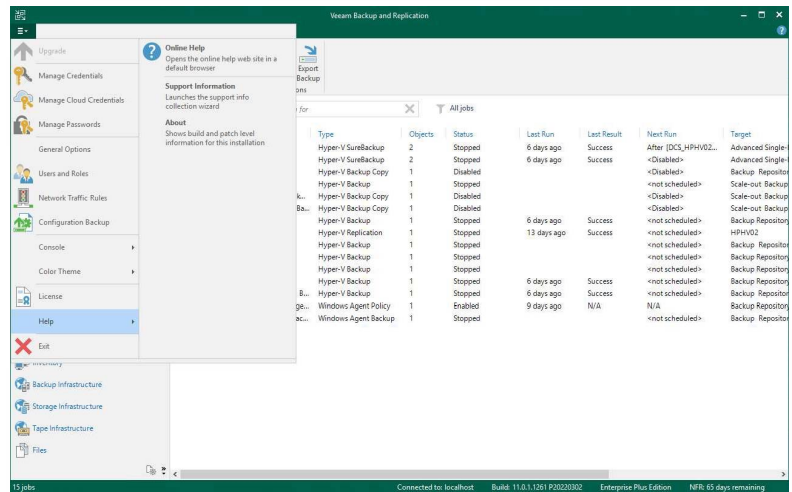 Veeam Backup and Replication
Upgrade
Manage Credentials
Manage Cloud Credentials
Manage Passwords
General Options
Users and Roles
Network Traffic Rules
Configuration Backup
Console
Color Theme
License
Help
Exit
Online Help
Opens the online help web site in a
default browser
Support Information
Launches the support info
collection wizard
About
Shows build and patch level
information for this installation
Export
Backup
ons
for
All jobs
Type Objects Status Last Run Last Result Next Run Target
Hyper-V SureBackup 2 Stopped 6 days ago Success After [DCS_HPHV02... Advanced Single-
Hyper-V SureBackup 2 Stopped 6 days ago Success <Disabled> Advanced Single-
Hyper-V Backup Copy 1 Disabled <Disabled> Backup Repositor
Hyper-V Backup 1 Stopped <not scheduled> Scale-out Backup
k... Hyper-V Backup Copy 1 Disabled <Disabled> Scale-out Backup
Ba... Hyper-V Backup Copy 1 Disabled <Disabled> Scale-out Backup
Hyper-V Backup 1 Stopped 6 days ago Success <not scheduled> Backup Repository
Hyper-V Replication 1 Stopped 13 days ago Success <not scheduled> HPHV02
Hyper-V Backup 1 Stopped <not scheduled> Backup Repositor
Hyper-V Backup 1 Stopped <not scheduled> Backup Repositor
Hyper-V Backup 1 Stopped 6 days ago Success <not scheduled> Backup Repositor
B... Hyper-V Backup 1 Stopped 6 days ago Success <not scheduled> Backup Repositor
ge... Windows Agent Policy 1 Enabled 9 days ago N/A N/A Backup Repository
ac... Windows Agent Backup 1 Stopped <not scheduled> Backup Repositor
Inventory
Backup Infrastructure
Storage Infrastructure
Tape Infrastructure
Files
15 jobs Connected to: localhost Build: 11.0.1.1261 P20220302 Enterprise Plus Edition NFR: 65 days remaining